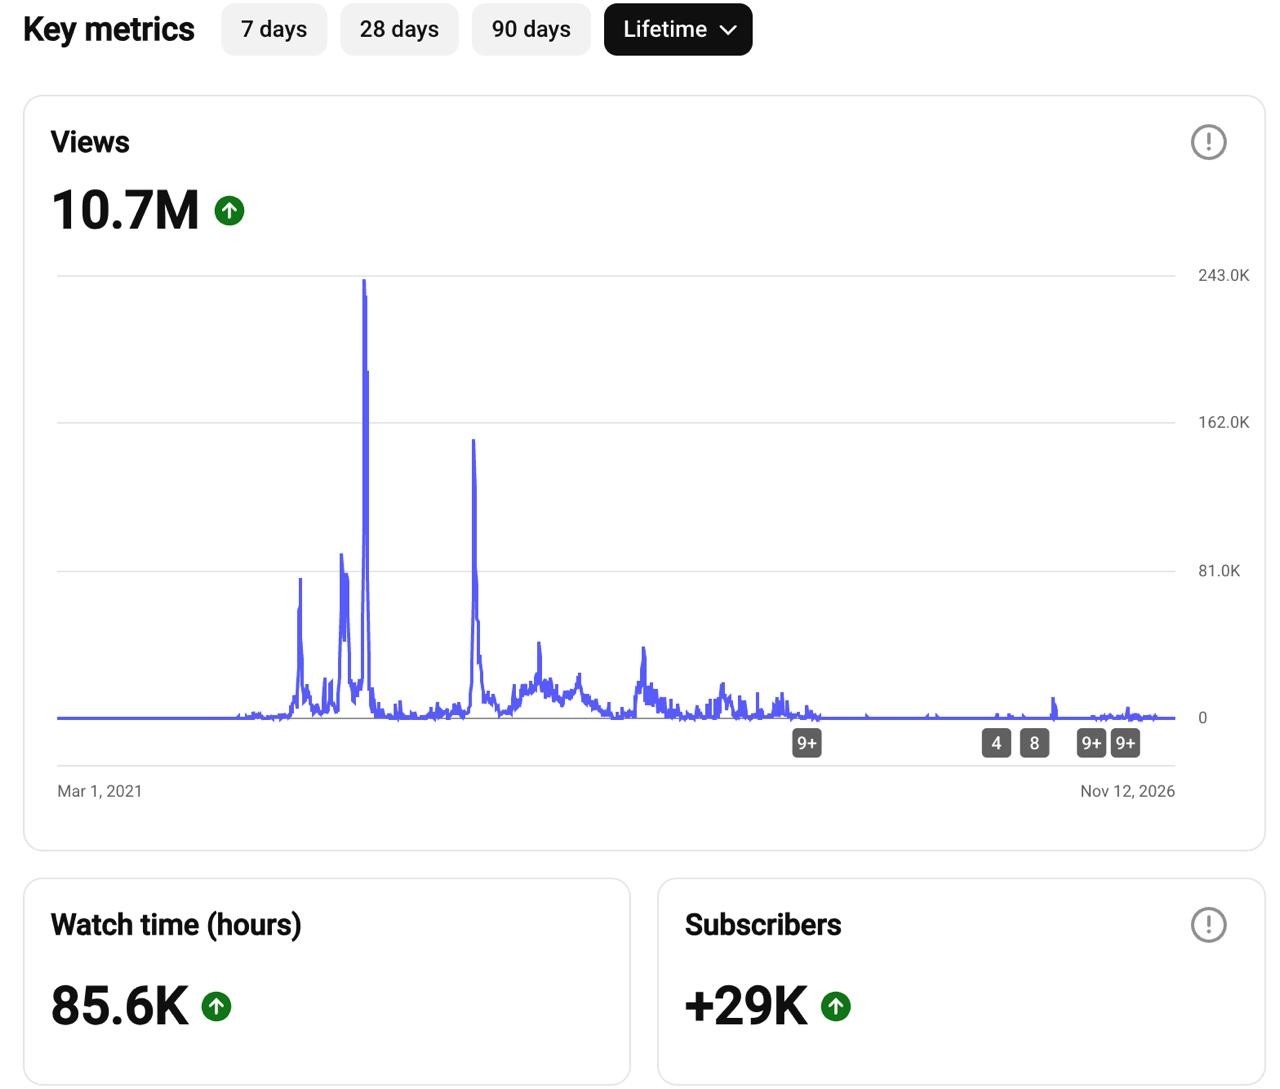 Key metrics 7 days 28 days 90 days Lifetime
Views
10.7M
243.0K
162.0K
81.0K
0
9+ 4 8 9+ 9+
Mar 1, 2021 Nov 12, 2026
Watch time (hours)
85.6K
Subscribers
+29K